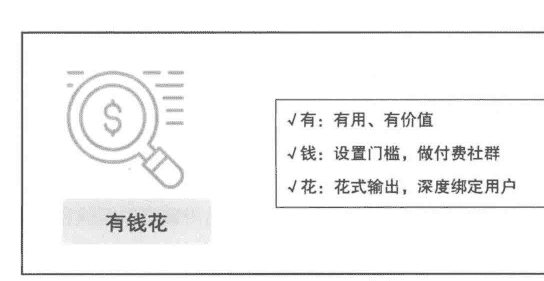 $
√有：有用、有价值
√钱：设置门槛，做付费社群
√花：花式输出，深度绑定用户
有钱花